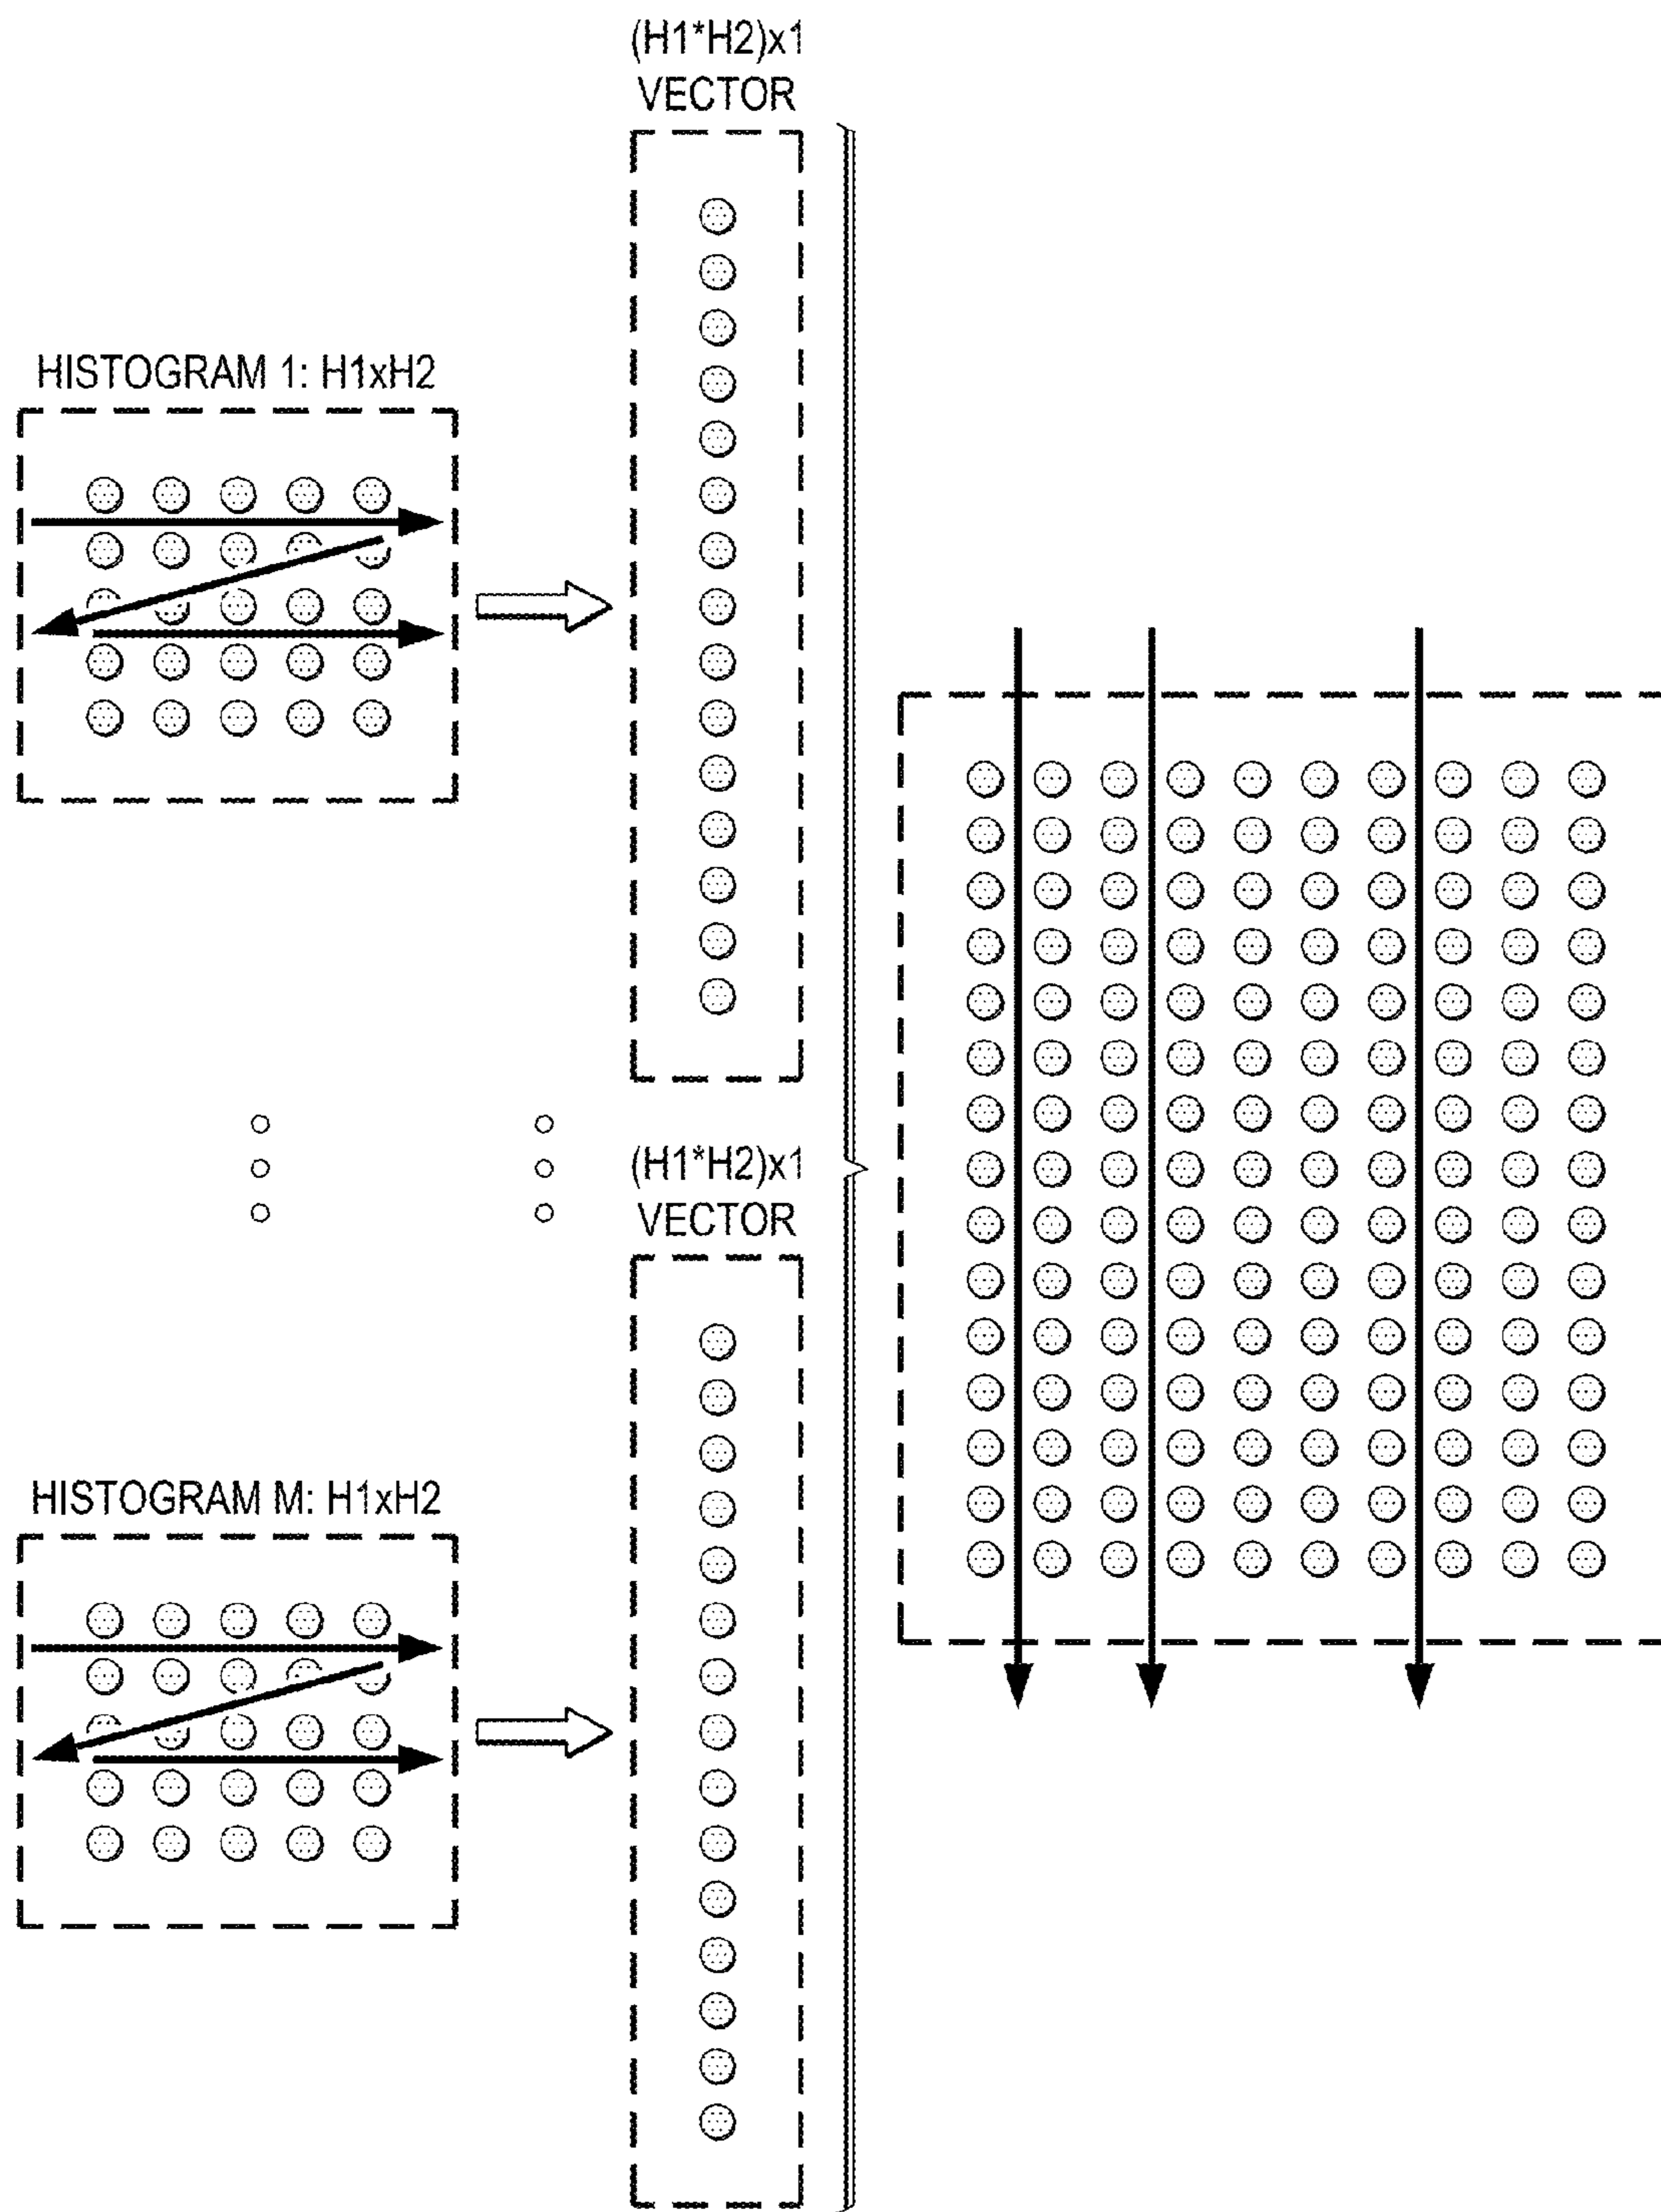 (H1*H2)x1
VECTOR
HISTOGRAM 1: H1xH2
(H1*H2)x1
VECTOR
HISTOGRAM M: H1xH2